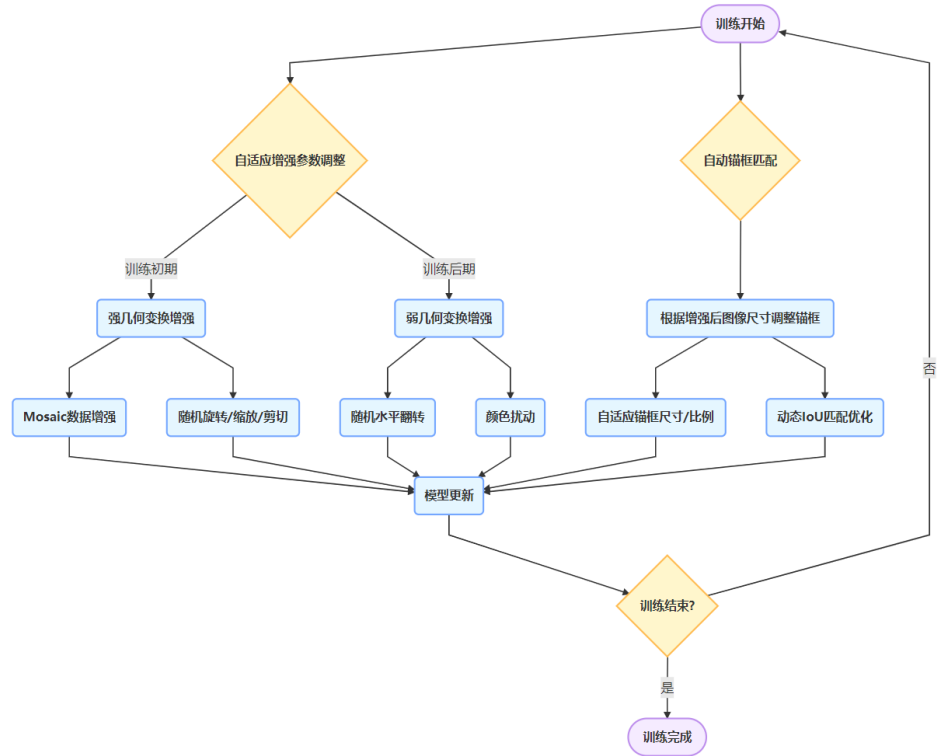 训练开始
自适应增强参数调整
自动锚框匹配
训练初期
训练后期
强几何变换增强
弱几何变换增强
根据增强后图像尺寸调整锚框
否
Mosaic数据增强
随机旋转/缩放/剪切
随机水平翻转
颜色扰动
自适应锚框尺寸/比例
动态IoU匹配优化
模型更新
训练结束?
是
训练完成